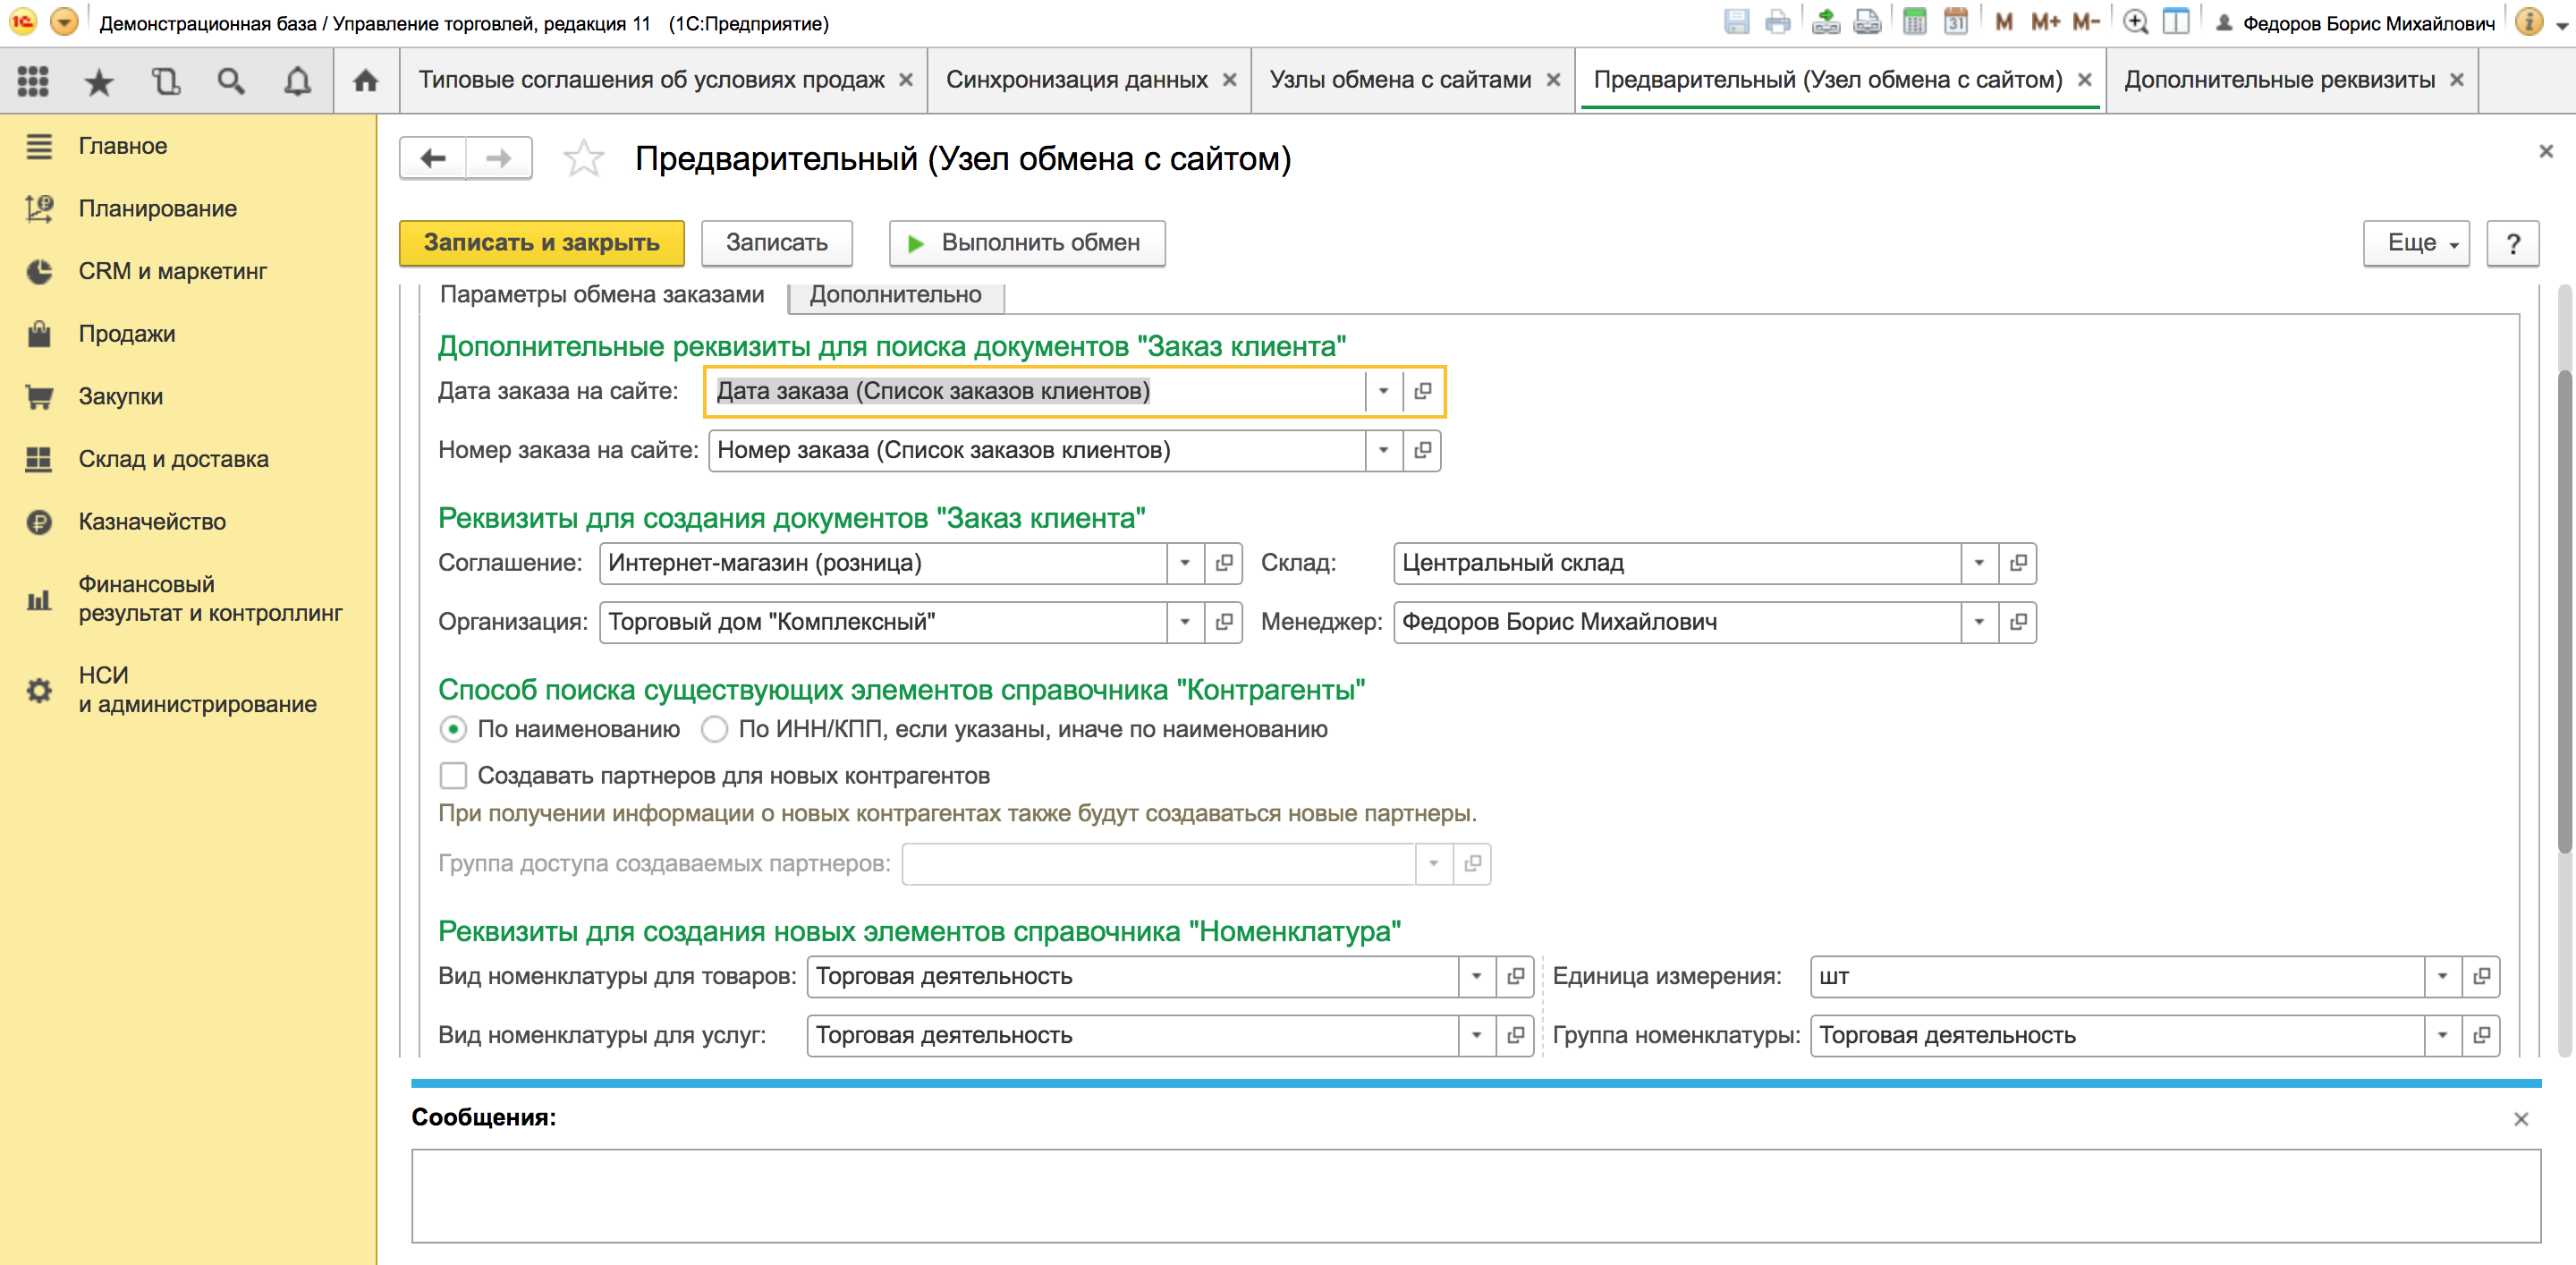 Демонстрационная база / Управление торговлей, редакция 11 (1С:Предприятие)
31 M M+ M- Федоров Борис Михайлович
Типовые соглашения об условиях продаж Синхронизация данных Узлы обмена с сайтами Предварительный (Узел обмена с сайтом) Дополнительные реквизиты
Главное
Планирование
CRM и маркетинг
Продажи
Закупки
Склад и доставка
Казначейство
Финансовый
результат и контроллинг
НСИ
и администрирование
Предварительный (Узел обмена с сайтом)
Записать и закрыть Записать Выполнить обмен Еще ?
Параметры обмена заказами Дополнительно
Дополнительные реквизиты для поиска документов "Заказ клиента"
Дата заказа на сайте: Дата заказа (Список заказов клиентов)
Номер заказа на сайте: Номер заказа (Список заказов клиентов)
Реквизиты для создания документов "Заказ клиента"
Соглашение: Интернет-магазин (розница) Склад: Центральный склад
Организация: Торговый дом "Комплексный" Менеджер: Федоров Борис Михайлович
Способ поиска существующих элементов справочника "Контрагенты"
По наименованию По ИНН/КПП, если указаны, иначе по наименованию
Создавать партнеров для новых контрагентов
При получении информации о новых контрагентах также будут создаваться новые партнеры.
Группа доступа создаваемых партнеров:
Реквизиты для создания новых элементов справочника "Номенклатура"
Вид номенклатуры для товаров: Торговая деятельность Единица измерения: шт
Вид номенклатуры для услуг: Торговая деятельность Группа номенклатуры: Торговая деятельность
Сообщения: